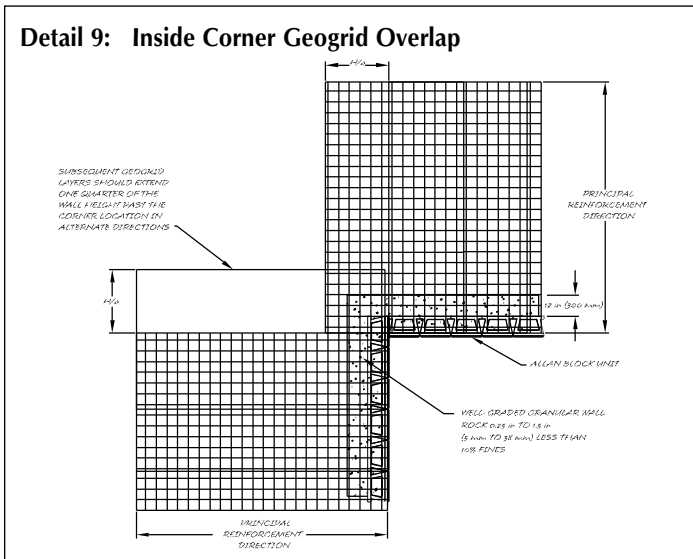 Detail 9: Inside Corner Geogrid Overlap
H/4
SUBSEQUENT GEOGRID
LAYERS SHOULD EXTEND
ONE QUARTER OF THE
WALL HEIGHT PAST THE
CORNER LOCATION IN
ALTERNATE DIRECTIONS
PRINCIPAL
REINFORCEMENT
DIRECTION
H/4
12 in (300 mm)
ALLAN BLOCK UNIT
WELL-GRADED GRANULAR WALL
ROCK 0.25 in TO 1.5 in
(5 mm TO 38 mm) LESS THAN
10% FINES
PRINCIPAL
REINFORCEMENT
DIRECTION